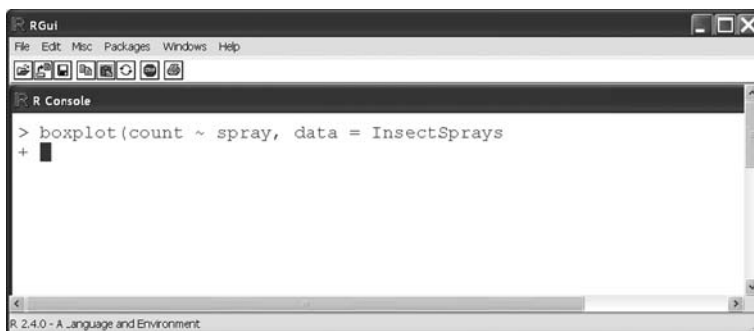 RGui
File Edit Misc Packages Windows Help
R Console
> boxplot(count ~ spray, data = InsectSprays
+
R 2.4.0 - A Language and Environment